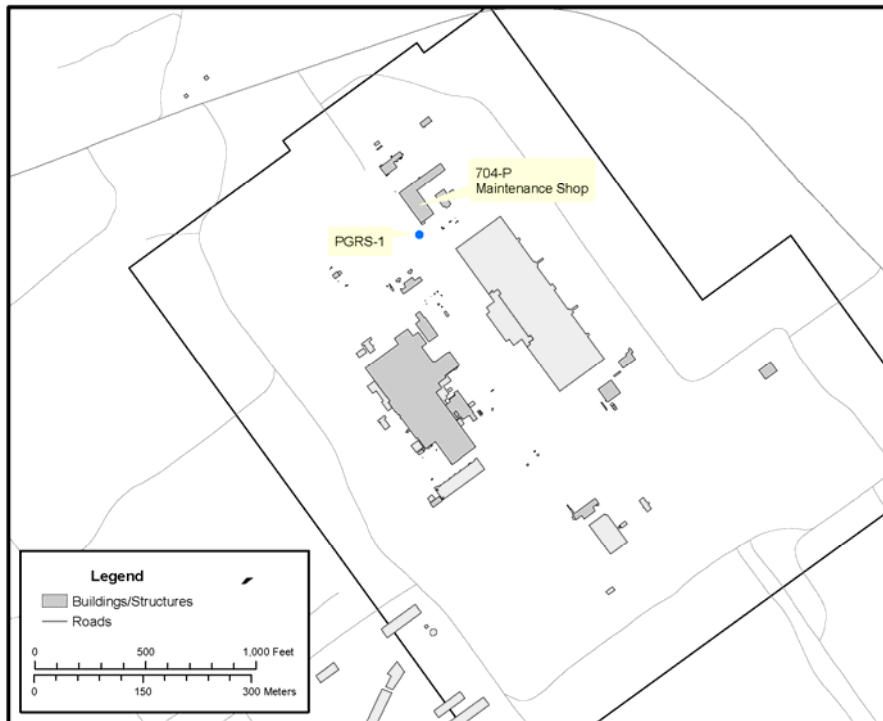 704-P
Maintenance Shop
PGRS-1
Legend
Buildings/Structures
Roads
0 500 1,000 Feet
0 150 300 Meters